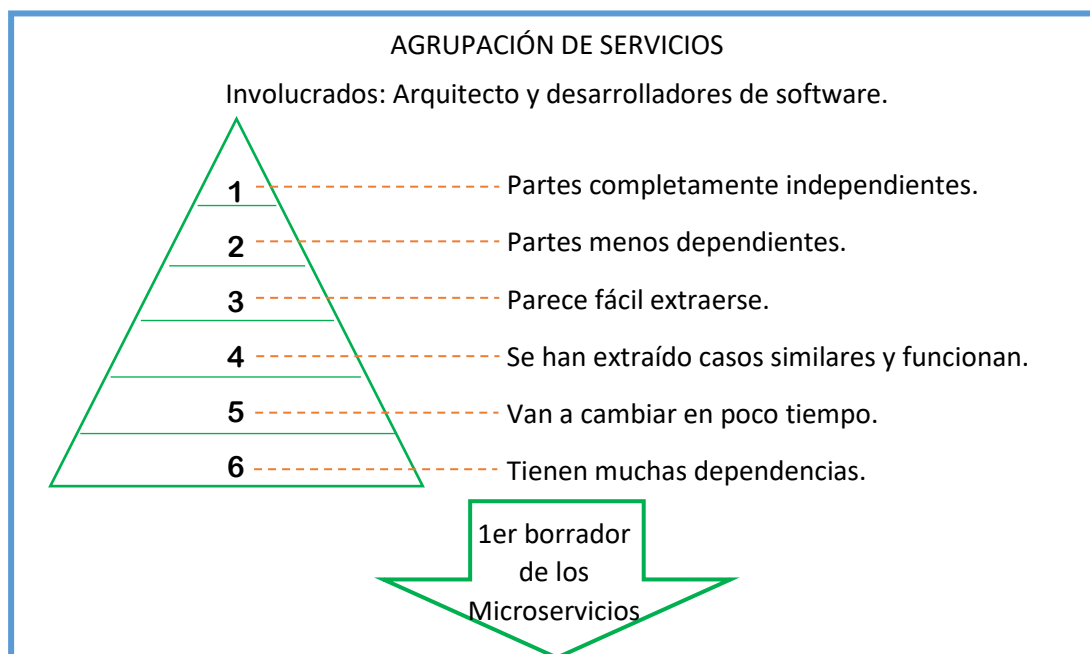 AGRUPACIÓN DE SERVICIOS
Involucrados: Arquitecto y desarrolladores de software.
1 Partes completamente independientes.
2 Partes menos dependientes.
3 Parece fácil extraerse.
4 Se han extraído casos similares y funcionan.
5 Van a cambiar en poco tiempo.
6 Tienen muchas dependencias.
1er borrador
de los
Microservicios